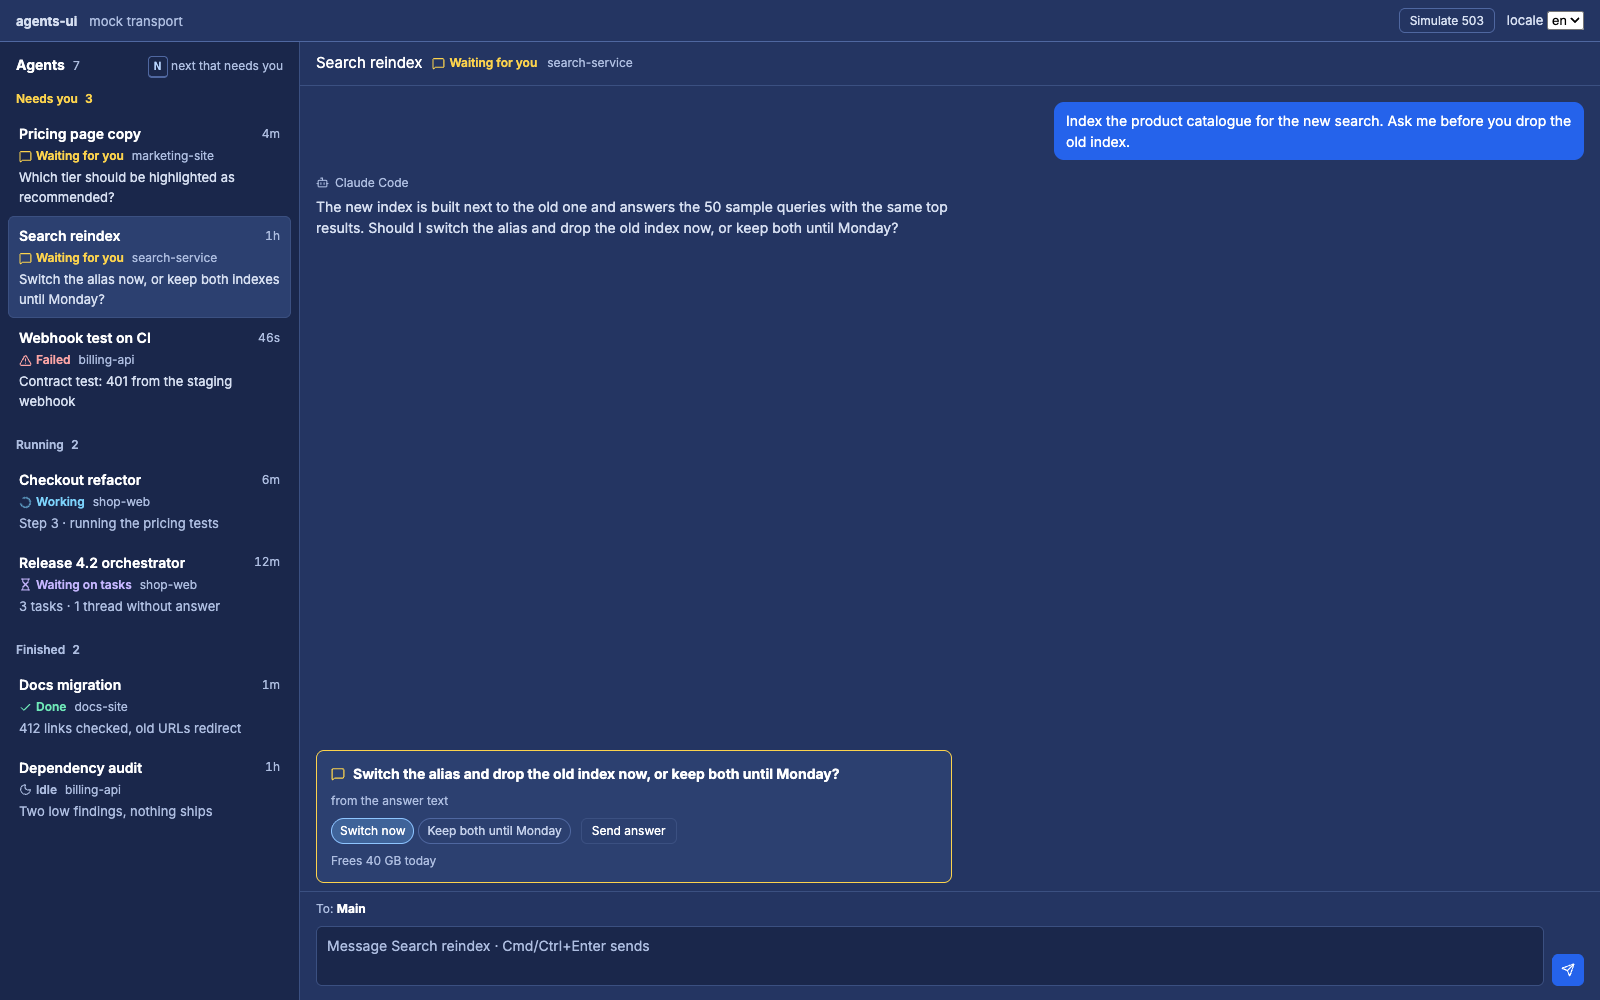 agents-ui mock transport
Simulate 503 locale en
Agents 7 N next that needs you
Needs you 3
Pricing page copy 4m
Waiting for you marketing-site
Which tier should be highlighted as
recommended?
Search reindex 1h
Waiting for you search-service
Switch the alias now, or keep both indexes
until Monday?
Webhook test on CI 46s
Failed billing-api
Contract test: 401 from the staging
webhook
Running 2
Checkout refactor 6m
Working shop-web
Step 3 · running the pricing tests
Release 4.2 orchestrator 12m
Waiting on tasks shop-web
3 tasks · 1 thread without answer
Finished 2
Docs migration 1m
Done docs-site
412 links checked, old URLs redirect
Dependency audit 1h
Idle billing-api
Two low findings, nothing ships
Search reindex Waiting for you search-service
Index the product catalogue for the new search. Ask me before you drop the
old index.
Claude Code
The new index is built next to the old one and answers the 50 sample queries with the same top
results. Should I switch the alias and drop the old index now, or keep both until Monday?
Switch the alias and drop the old index now, or keep both until Monday?
from the answer text
Switch now Keep both until Monday Send answer
Frees 40 GB today
To: Main
Message Search reindex · Cmd/Ctrl+Enter sends